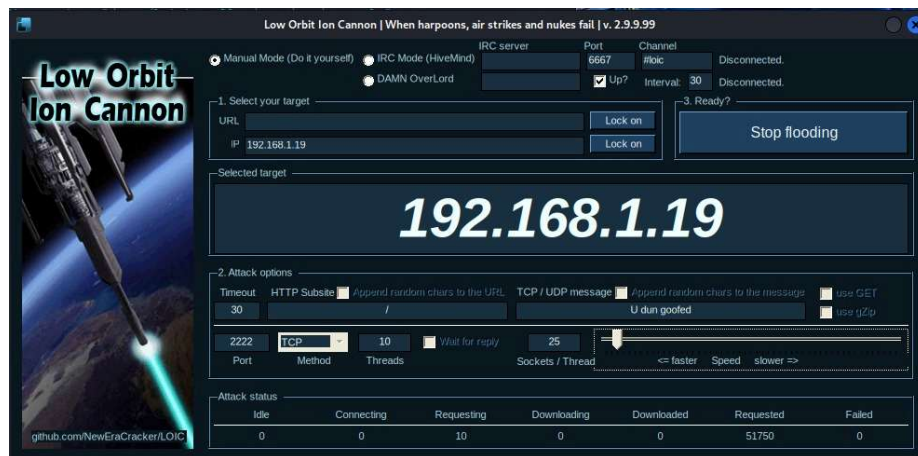 Low Orbit Ion Cannon | When harpoons, air strikes and nukes fail | v. 2.9.9.99
Low Orbit
Ion Cannon
github.com/NewEraCracker/LOIC
IRC server Port Channel
Manual Mode (Do it yourself) IRC Mode (HiveMind) 6667 #loic Disconnected.
DAMN OverLord Up? Interval: 30 Disconnected.
1. Select your target
URL Lock on
IP 192.168.1.19 Lock on
3. Ready?
Stop flooding
Selected target
192.168.1.19
2. Attack options
Timeout HTTP Subsite Append random chars to the URL TCP / UDP message Append random chars to the message use GET
30 / U dun goofed use gZip
2222 TCP 10 Wait for reply 25
Port Method Threads Sockets / Thread <= faster Speed slower =>
Attack status
Idle Connecting Requesting Downloading Downloaded Requested Failed
0 0 10 0 0 51750 0